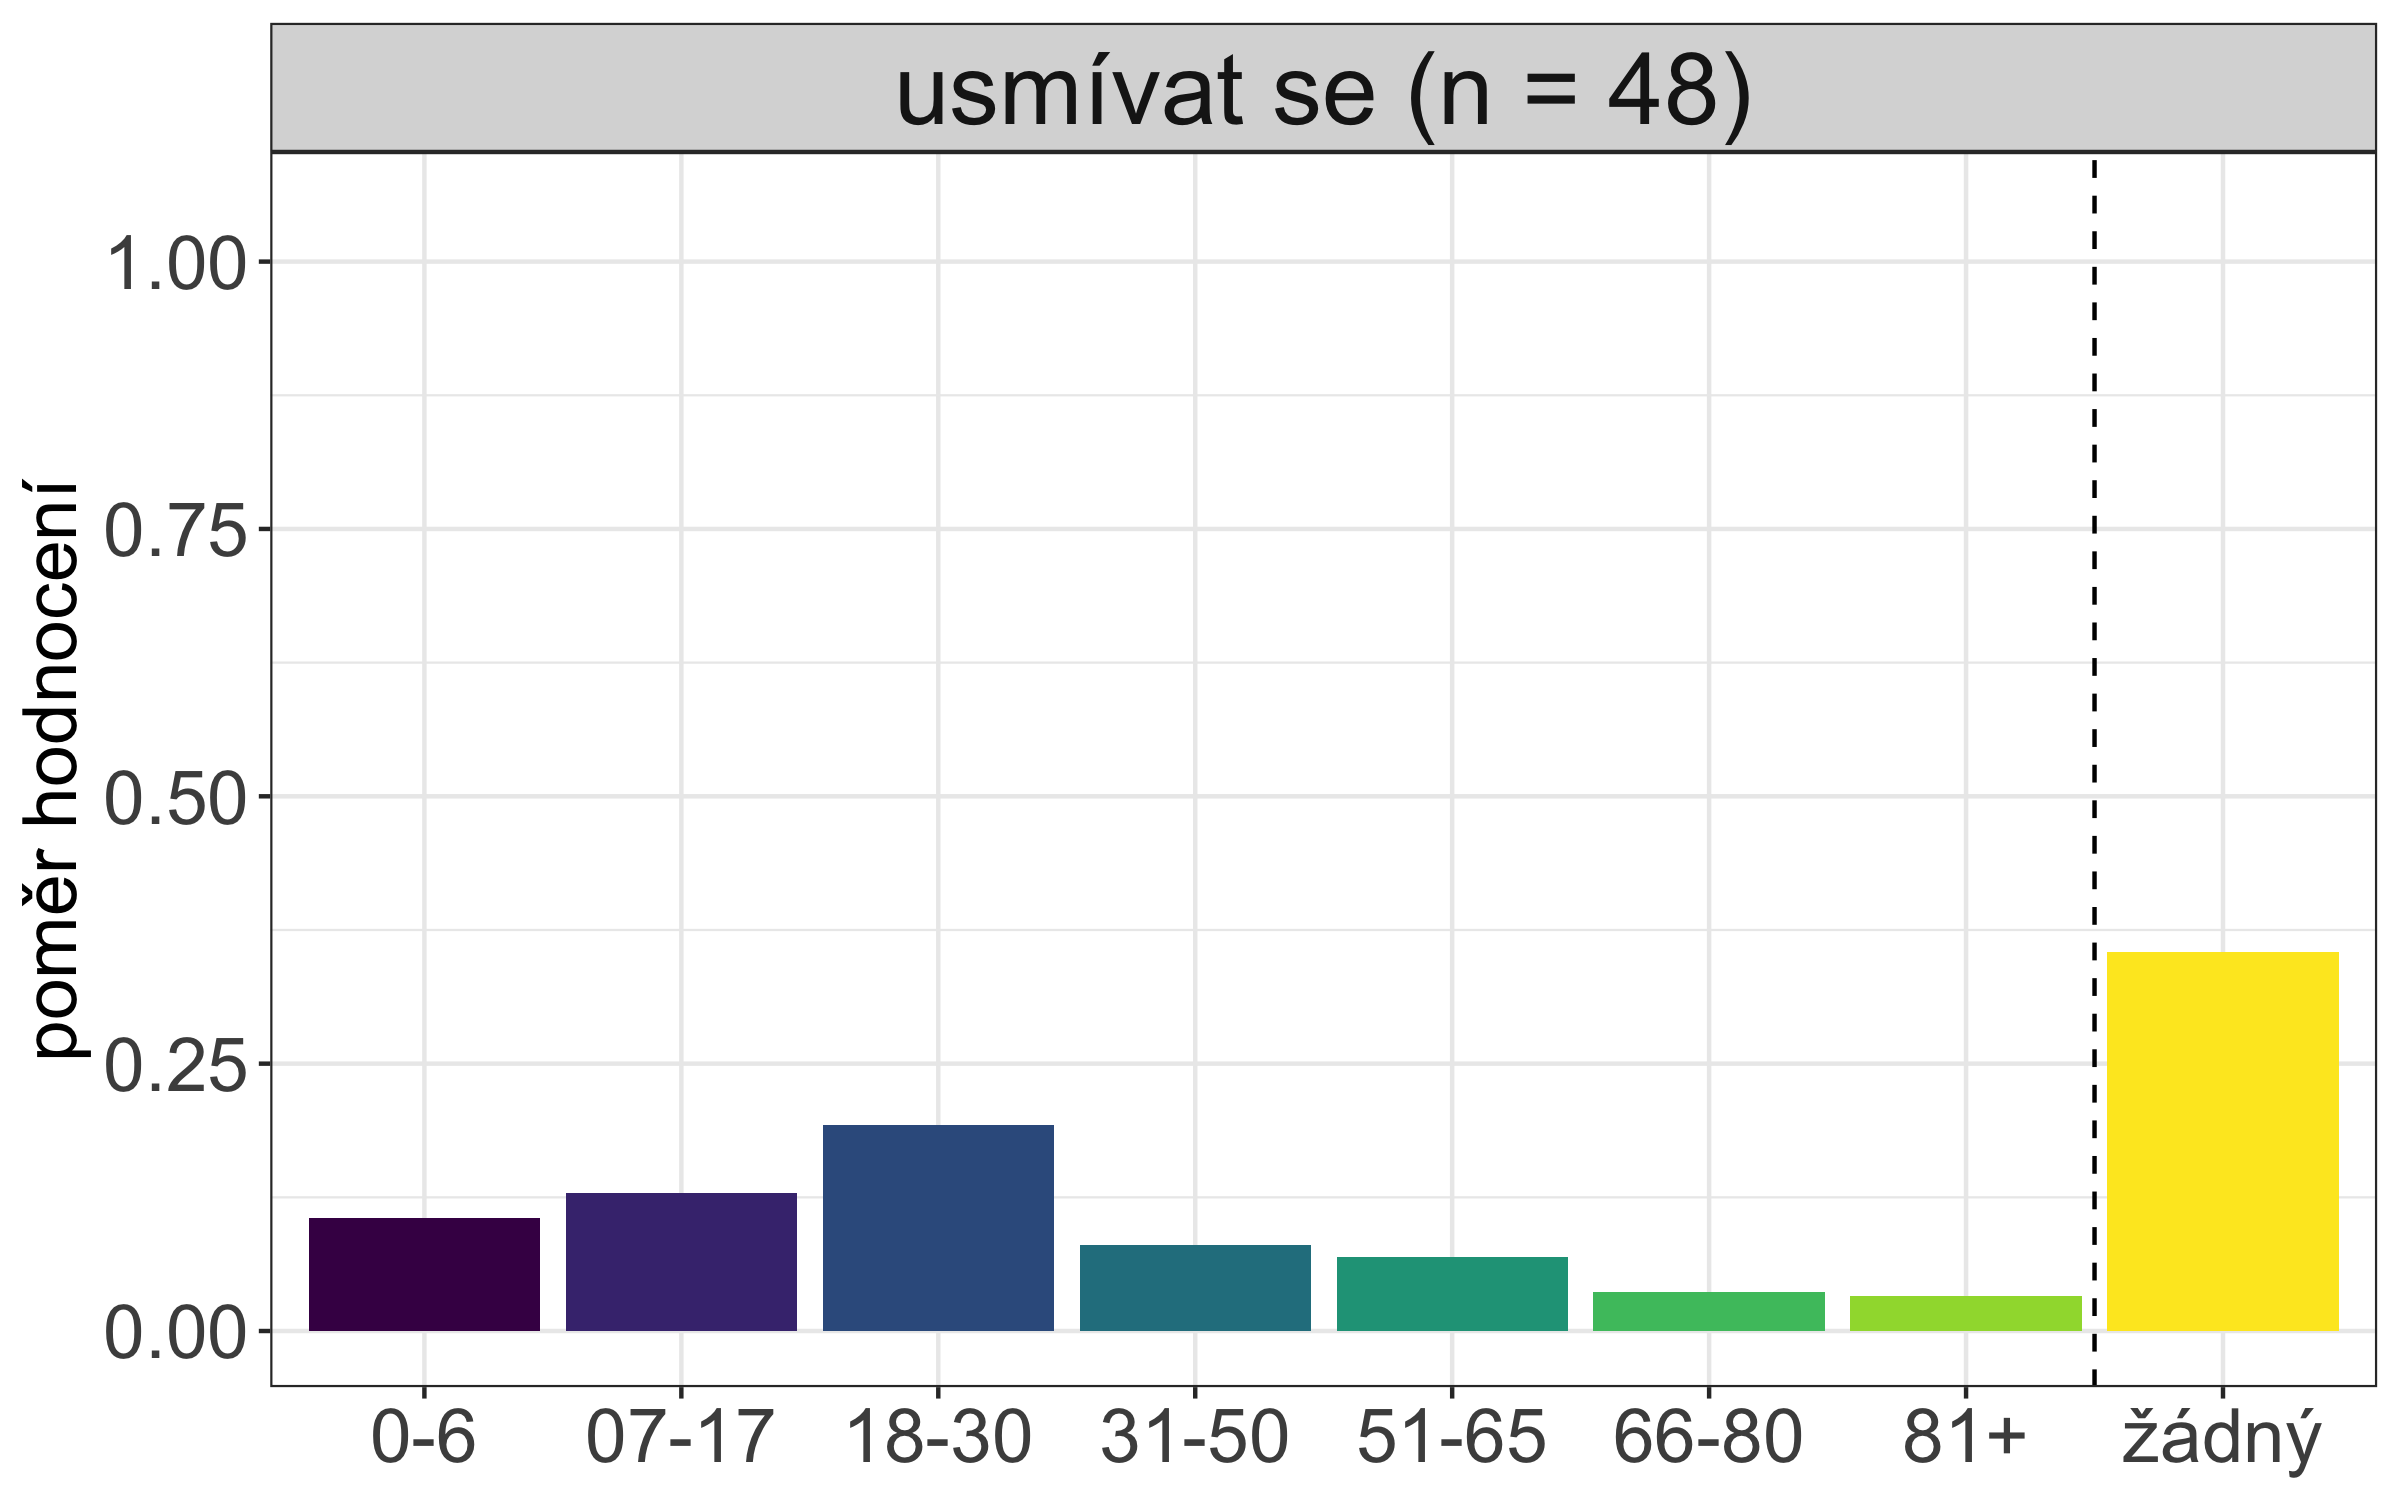 usmívat se (n = 48)
poměr hodnocení
1.00
0.75
0.50
0.25
0.00
0-6 07-17 18-30 31-50 51-65 66-80 81+ žádný